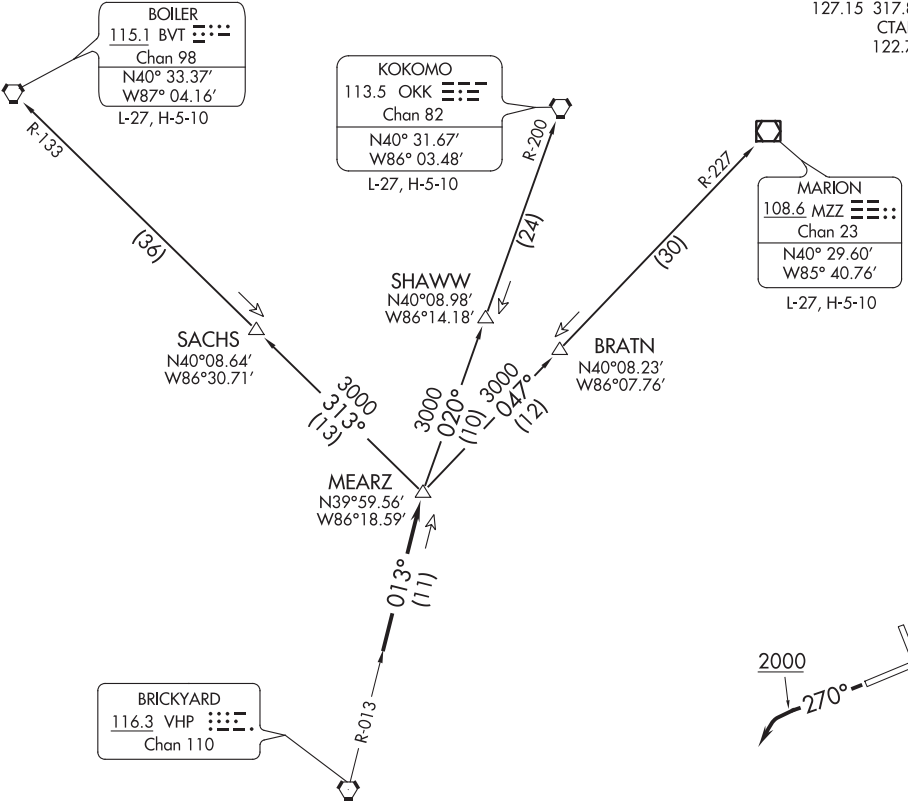 BOILER
115.1 BVT
Chan 98
N40° 33.37'
W87° 04.16'
L-27, H-5-10
127.15 317.8
CTA
122.7
KOKOMO
113.5 OKK
Chan 82
N40° 31.67'
W86° 03.48'
L-27, H-5-10
MARION
108.6 MZZ
Chan 23
N40° 29.60'
W85° 40.76'
L-27, H-5-10
R-133
(36)
R-200
(24)
R-227
(30)
SHAWW
N40°08.98'
W86°14.18'
SACHS
N40°08.64'
W86°30.71'
BRATN
N40°08.23'
W86°07.76'
3000
313°
(13)
3000
020°
(10)
3000
047°
(12)
MEARZ
N39°59.56'
W86°18.59'
013°
(11)
R-013
BRICKYARD
116.3 VHP
Chan 110
2000
270°